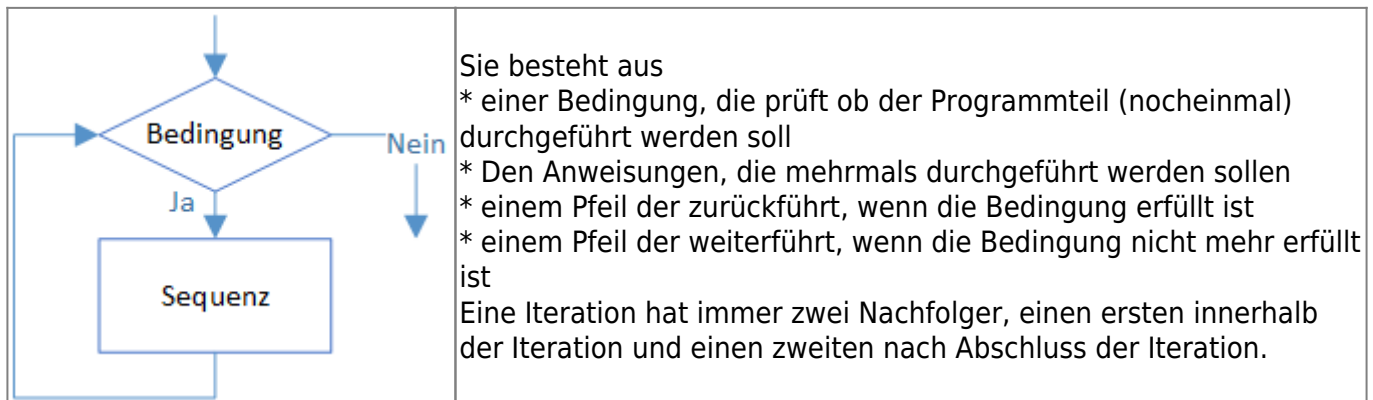 Bedingung
Nein
Ja
Sequenz
Sie besteht aus
* einer Bedingung, die prüft ob der Programmteil (nocheinmal)
durchgeführt werden soll
* Den Anweisungen, die mehrmals durchgeführt werden sollen
* einem Pfeil der zurückführt, wenn die Bedingung erfüllt ist
* einem Pfeil der weiterführt, wenn die Bedingung nicht mehr erfüllt
ist
Eine Iteration hat immer zwei Nachfolger, einen ersten innerhalb
der Iteration und einen zweiten nach Abschluss der Iteration.